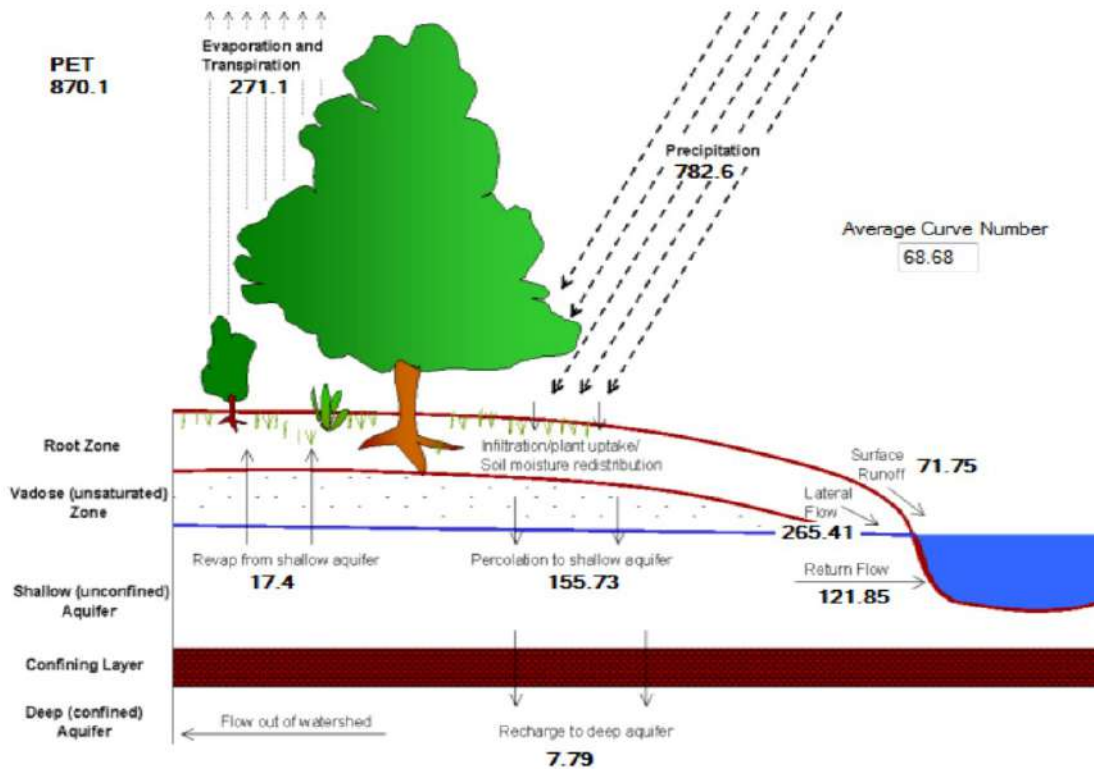 PET
870.1
Evaporation and
Transpiration
271.1
Precipitation
782.6
Average Curve Number
68.68
Root Zone
Infiltration/plant uptake/
Soil moisture redistribution
Surface
Runoff
71.75
Vadose (unsaturated)
Zone
Lateral
Flow
265.41
Revap from shallow aquifer
17.4
Percolation to shallow aquifer
155.73
Return Flow
121.85
Shallow (unconfined)
Aquifer
Confining Layer
Deep (confined)
Aquifer
Flow out of watershed
Recharge to deep aquifer
7.79